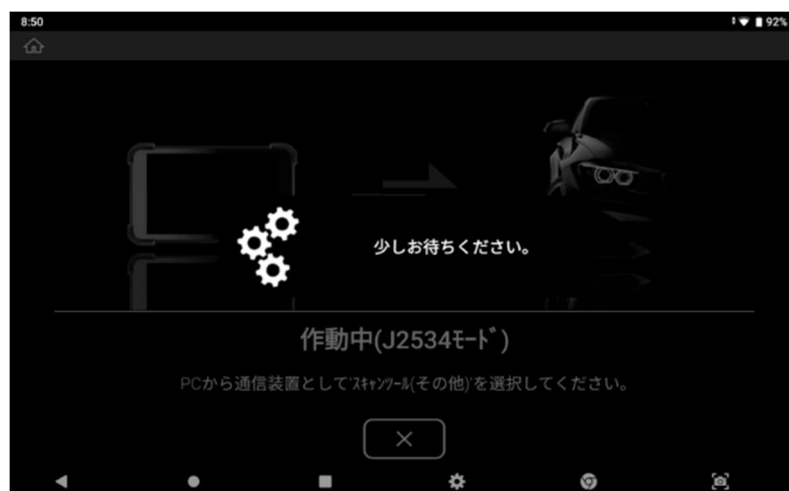 8:50
92%
少しお待ちください。
作動中(J2534ﾓｰﾄﾞ)
PCから通信装置として'ｽｷｬﾝﾂｰﾙ(その他)'を選択してください。